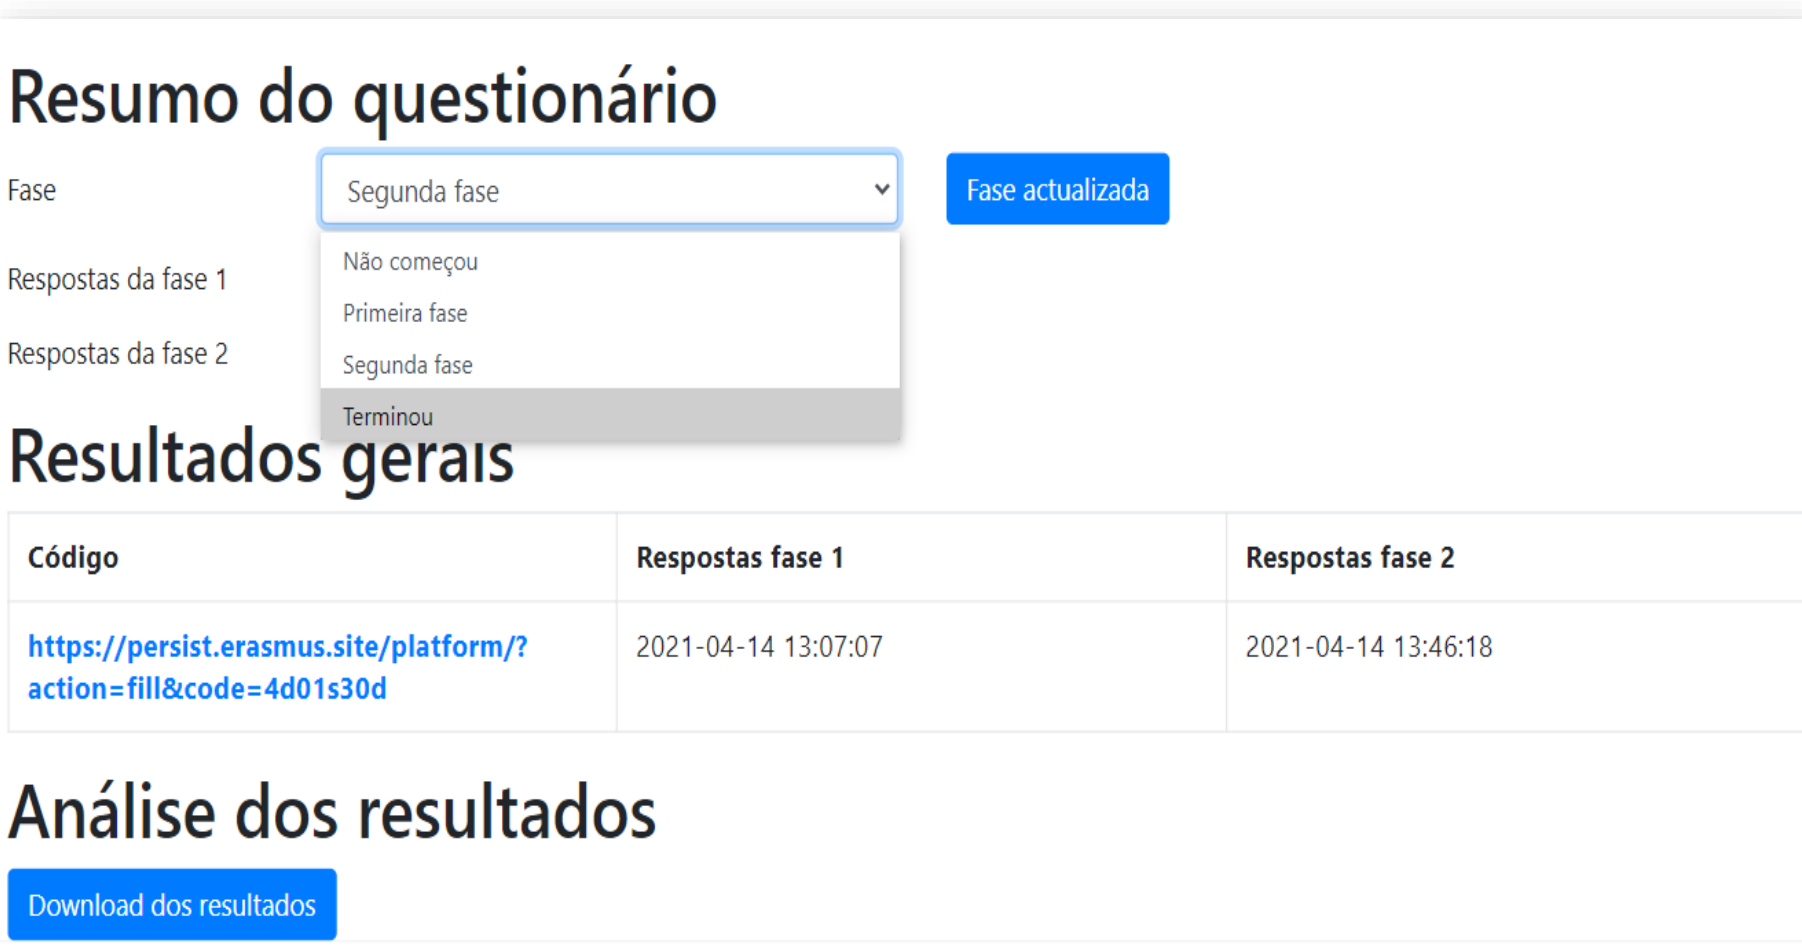 Resumo do questionário
Fase
Segunda fase
Fase actualizada
Não começou
Respostas da fase 1
Primeira fase
Respostas da fase 2
Segunda fase
Terminou
Resultados gerais
Código
Respostas fase 1
Respostas fase 2
https://persist.erasmus.site/platform/?
action=fill&code=4d01s30d
2021-04-14 13:07:07
2021-04-14 13:46:18
Análise dos resultados
Download dos resultados